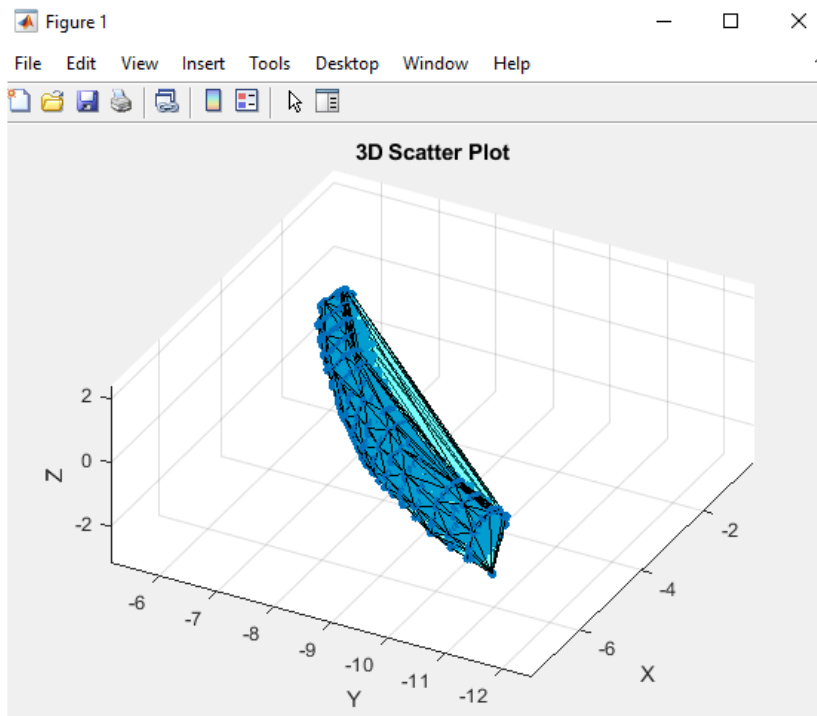 Figure 1
File Edit View Insert Tools Desktop Window Help
3D Scatter Plot
2
0
-2
Z
-6
-7
-8
-9
-10
-11
-12
Y
-2
-4
-6
X